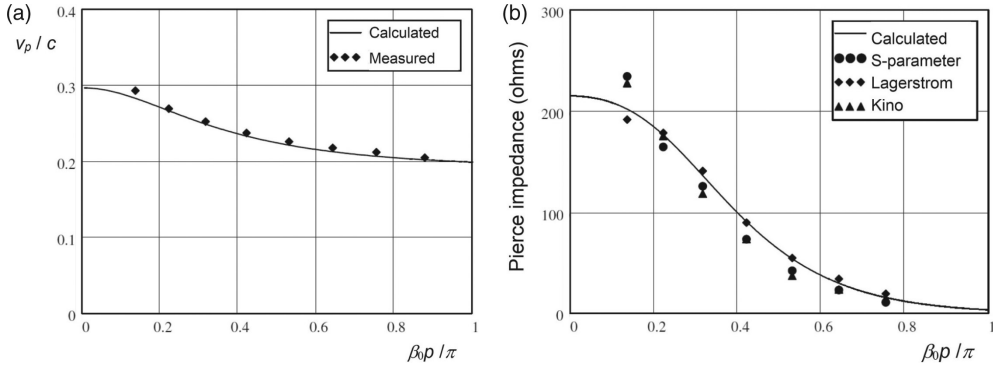 (a)
0.4
v_p / c
0.3
0.2
0.1
0
0 0.2 0.4 0.6 0.8 1
β₀p /π
Calculated
Measured
(b)
300
200
100
0
Pierce impedance (ohms)
0 0.2 0.4 0.6 0.8 1
β₀p /π
Calculated
S-parameter
Lagerstrom
Kino